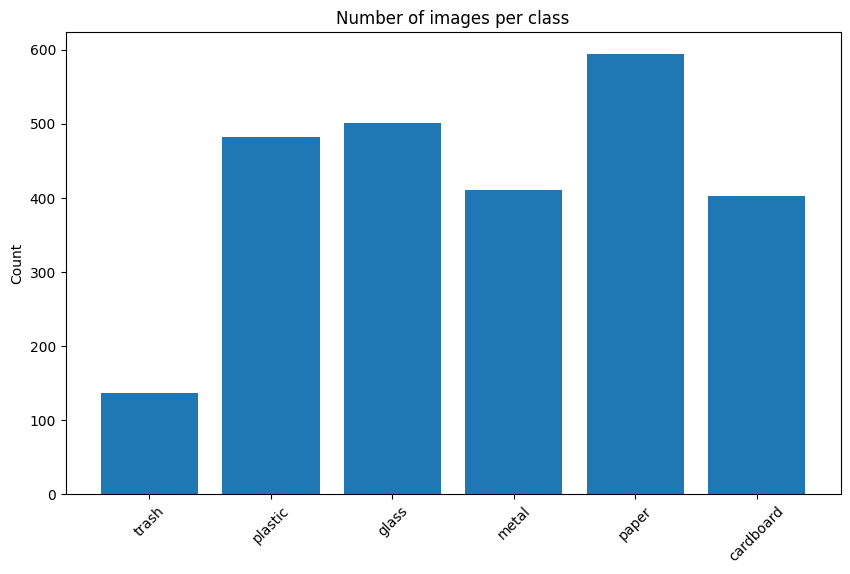 Number of images per class
Count
600
500
400
300
200
100
0
trash
plastic
glass
metal
paper
cardboard